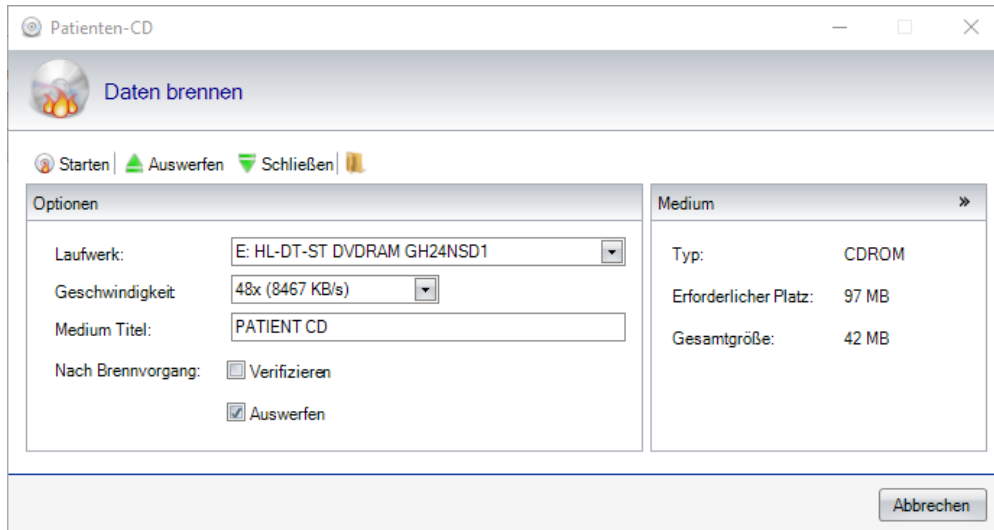 Patienten-CD
Daten brennen
Starten Auswerfen Schließen
Optionen
Laufwerk: E: HL-DT-ST DVDRAM GH24NSD1
Geschwindigkeit 48x (8467 KB/s)
Medium Titel: PATIENT CD
Nach Brennvorgang: Verifizieren
Auswerfen
Medium »
Typ: CDROM
Erforderlicher Platz: 97 MB
Gesamtgröße: 42 MB
Abbrechen